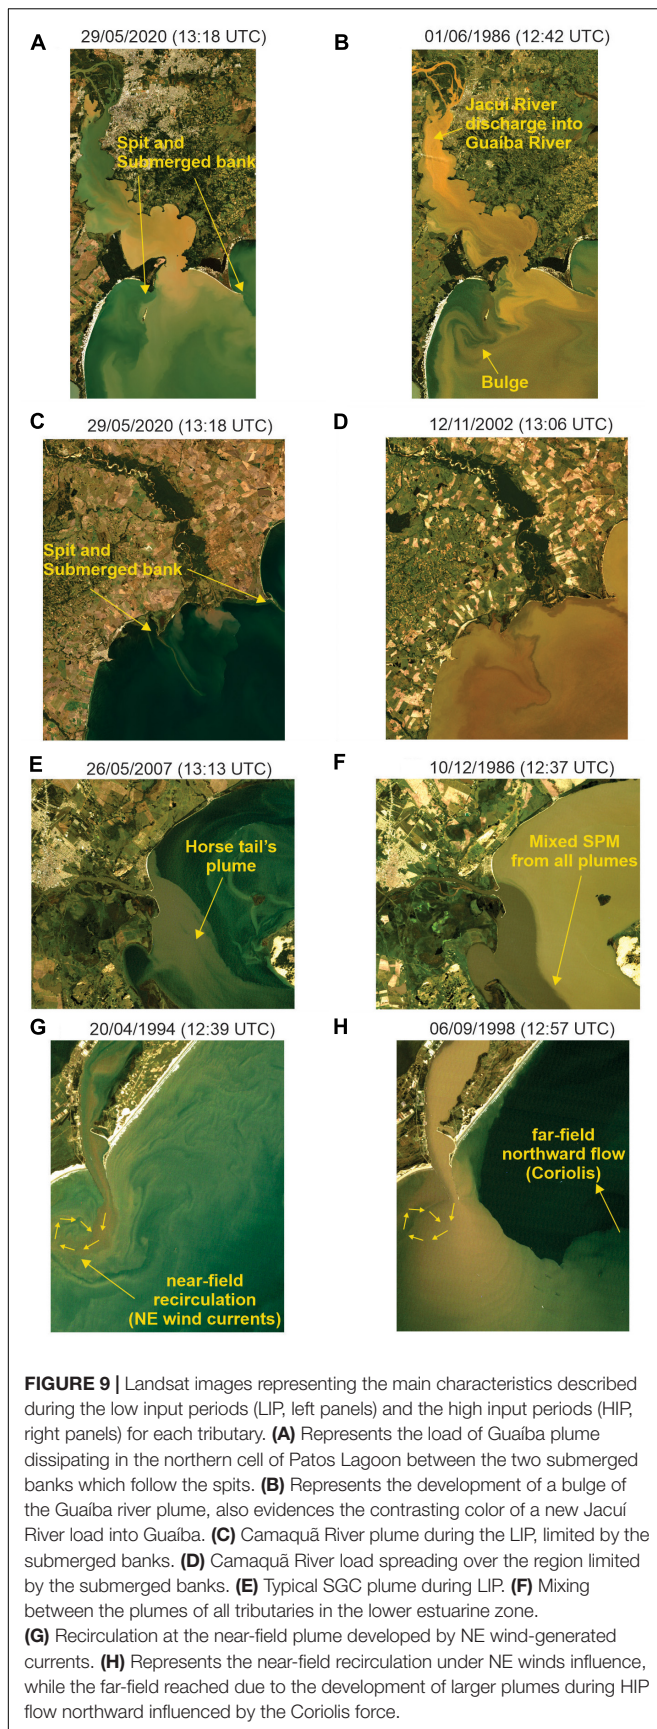 A
29/05/2020 (13:18 UTC)
Spit and
Submerged bank
B
01/06/1986 (12:42 UTC)
Jacuí River
discharge into
Guaíba River
Bulge
C
29/05/2020 (13:18 UTC)
Spit and
Submerged bank
D
12/11/2002 (13:06 UTC)
E
26/05/2007 (13:13 UTC)
Horse tail's
plume
F
10/12/1986 (12:37 UTC)
Mixed SPM
from all plumes
G
20/04/1994 (12:39 UTC)
near-field
recirculation
(NE wind currents)
H
06/09/1998 (12:57 UTC)
far-field
northward flow
(Coriolis)
FIGURE 9 | Landsat images representing the main characteristics described
during the low input periods (LIP, left panels) and the high input periods (HIP,
right panels) for each tributary. (A) Represents the load of Guaíba plume
dissipating in the northern cell of Patos Lagoon between the two submerged
banks which follow the spits. (B) Represents the development of a bulge of
the Guaíba river plume, also evidences the contrasting color of a new Jacuí
River load into Guaíba. (C) Camaquã River plume during the LIP, limited by the
submerged banks. (D) Camaquã River load spreading over the region limited
by the submerged banks. (E) Typical SGC plume during LIP. (F) Mixing
between the plumes of all tributaries in the lower estuarine zone.
(G) Recirculation at the near-field plume developed by NE wind-generated
currents. (H) Represents the near-field recirculation under NE winds influence,
while the far-field reached due to the development of larger plumes during HIP
flow northward influenced by the Coriolis force.